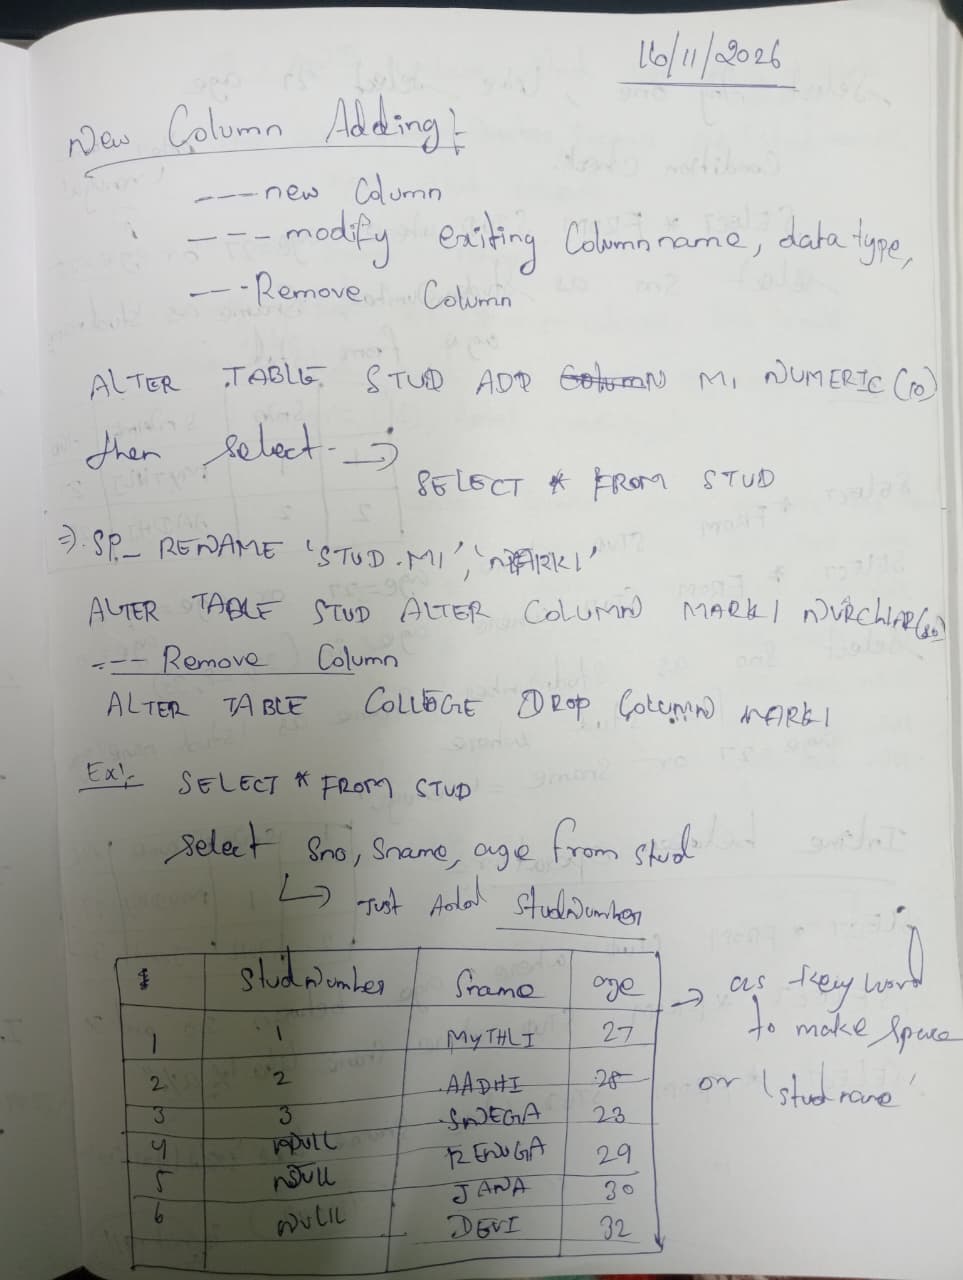 16/11/2026
New Column Adding:
--- new Column
--- modify exiting Column name, data type,
--- Remove Column
ALTER TABLE STUD ADD M1 NUMERIC (10)
then select - →
SELECT * FROM STUD
⇒ SP_ RENAME 'STUD.M1', 'MARK1'
ALTER TABLE STUD ALTER COLUMN MARK1 NVRCHAR(80)
--- Remove Column
ALTER TABLE COLLEGE DROP COLUMN MARK1
Ex:- SELECT * FROM STUD
select Sno, Sname, age from stud
↳ Just Add StudNumber
StudNumber Sname age → as key word
1 1 MYTHLI 27 to make space
2 2 AADHI 28 or 'stud name'
3 3 SNEGA 23
4 NULL RENUGA 29
5 NULL JANA 30
6 NULL DEVI 32